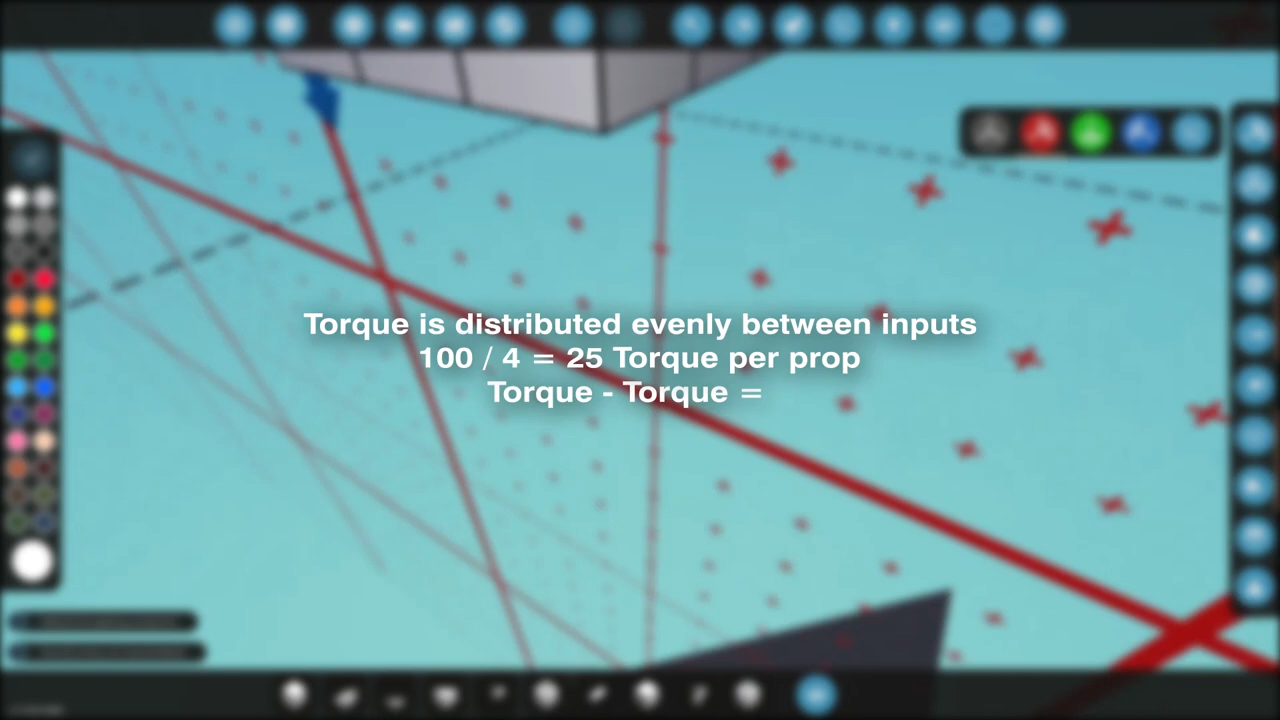 Torque is distributed evenly between inputs
100 / 4 = 25 Torque per prop
Torque - Torque =